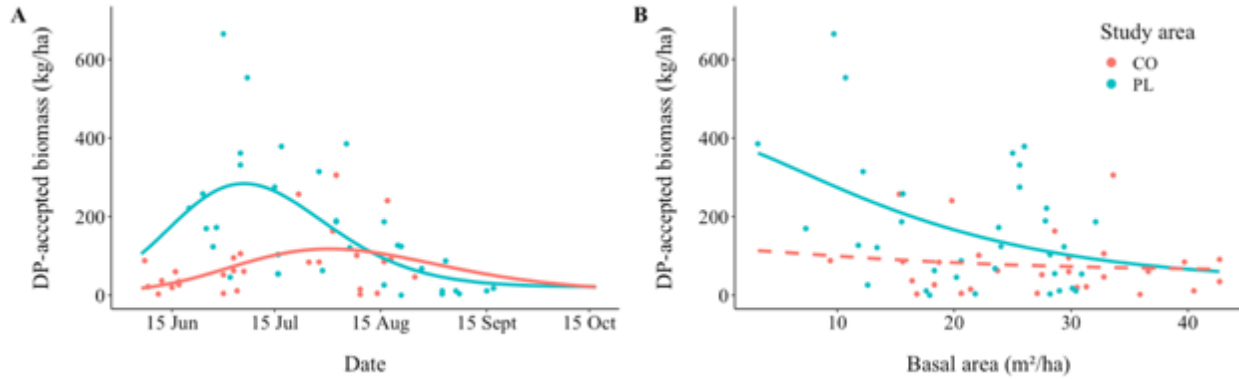 A
DP-accepted biomass (kg/ha)
600
400
200
0
15 Jun
15 Jul
15 Aug
15 Sept
15 Oct
Date
B
DP-accepted biomass (kg/ha)
600
400
200
0
10
20
30
40
Basal area (m²/ha)
Study area
CO
PL